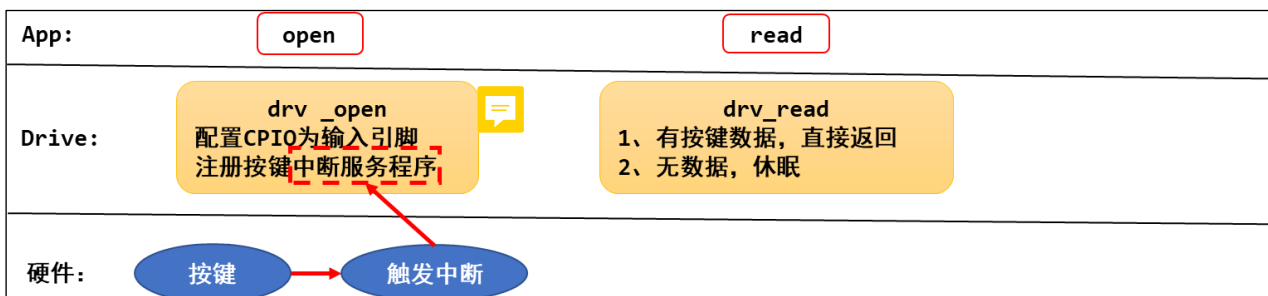 App:
open
read
Drive:
drv _open
配置CPIO为输入引脚
注册按键中断服务程序
drv_read
1、有按键数据，直接返回
2、无数据，休眠
硬件：
按键
触发中断